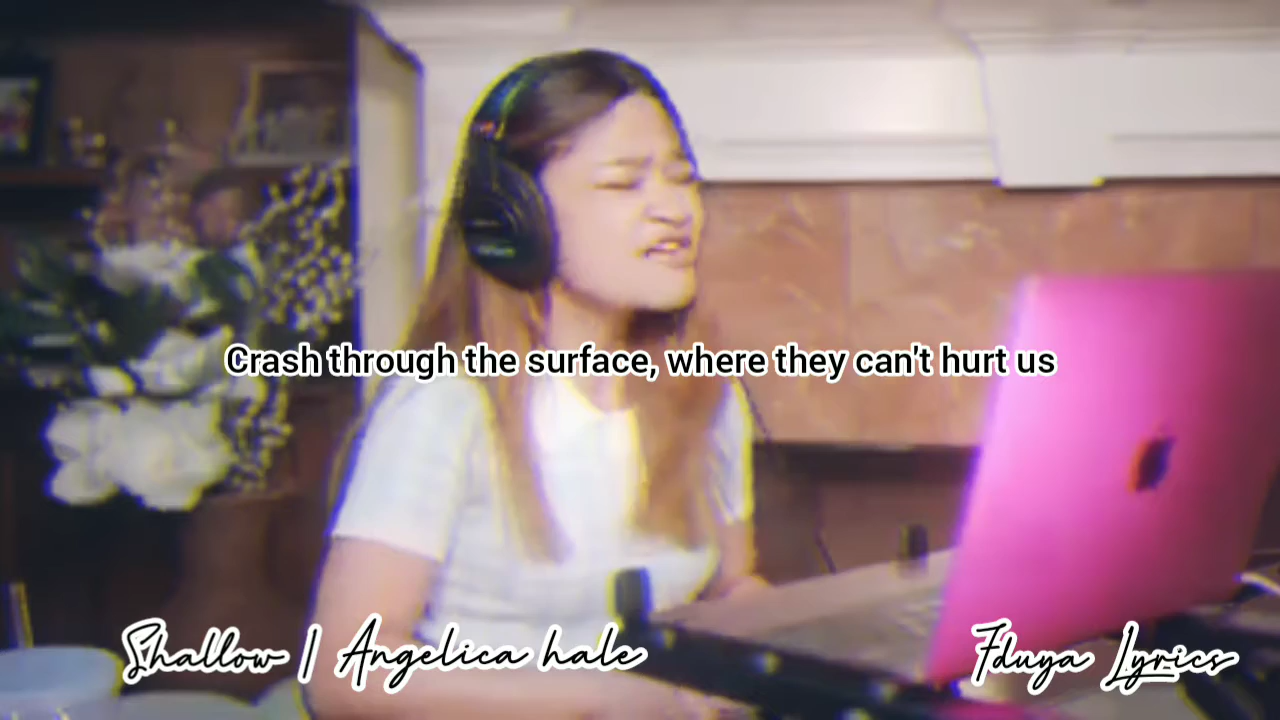 Crash through the surface, where they can't hurt us
Shallow | Angelica hale
Fduya Lyrics